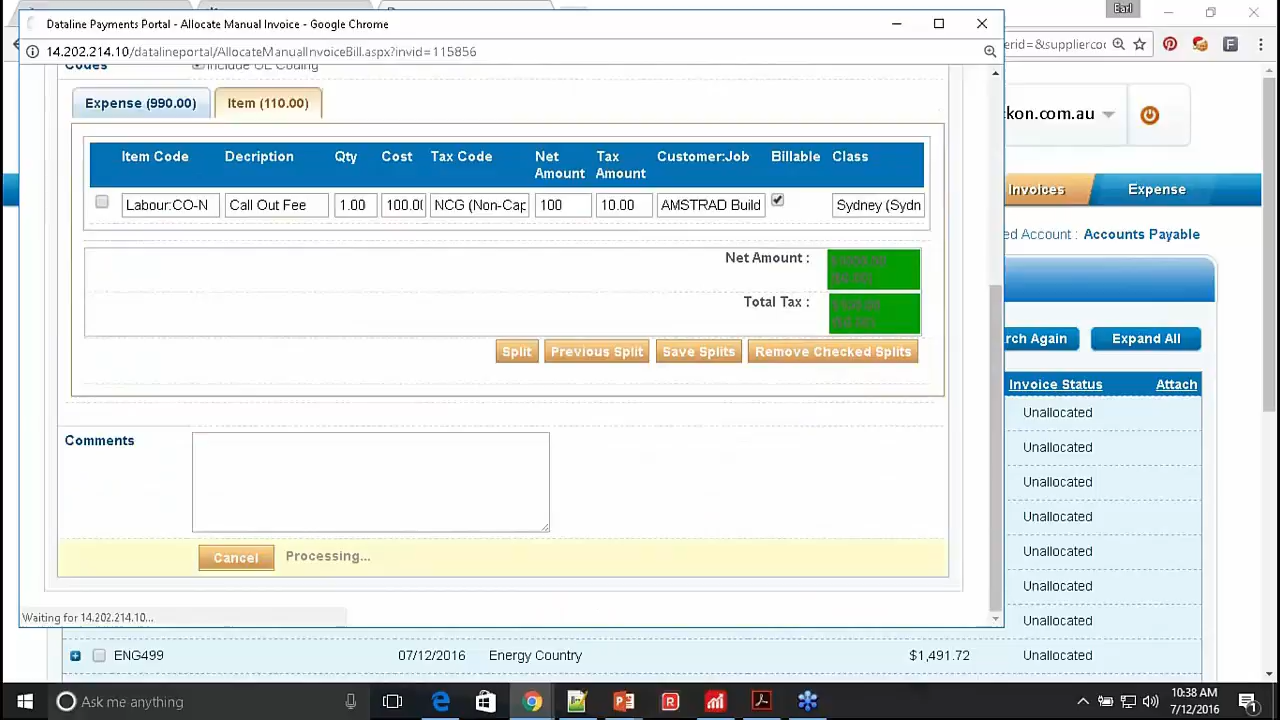 Earl
Dataline Payments Portal - Allocate Manual Invoice - Google Chrome
14.202.214.10/datalineportal/AllocateManualInvoiceBill.aspx?invid=115856
erid=&supplierco
Codes Include GL Coding
ckon.com.au
Expense (990.00) Item (110.00)
Item Code Decription Qty Cost Tax Code Net Amount Tax Amount Customer:Job Billable Class
Invoices Expense
Labour:CO-N Call Out Fee 1.00 100.0( NCG (Non-Cap 100 10.00 AMSTRAD Build Sydney (Sydn
ed Account : Accounts Payable
Net Amount :
Total Tax :
rch Again Expand All
Split Previous Split Save Splits Remove Checked Splits
Invoice Status Attach
Unallocated
Comments
Unallocated
Unallocated
Unallocated
Unallocated
Cancel Processing...
Unallocated
Unallocated
Waiting for 14.202.214.10...
ENG499 07/12/2016 Energy Country $1,491.72 Unallocated
Ask me anything
10:38 AM
7/12/2016
1